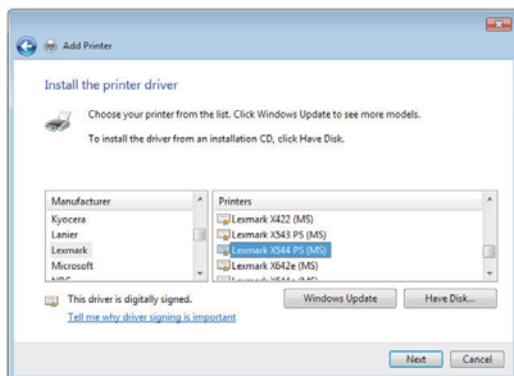 Add Printer
Install the printer driver
Choose your printer from the list. Click Windows Update to see more models.
To install the driver from an installation CD, click Have Disk.
Manufacturer
Kyocera
Lanier
Lexmark
Microsoft
Printers
Lexmark X422 (MS)
Lexmark X543 PS (MS)
Lexmark X544 PS (MS)
Lexmark X642e (MS)
This driver is digitally signed.
Tell me why driver signing is important
Windows Update
Have Disk...
Next
Cancel